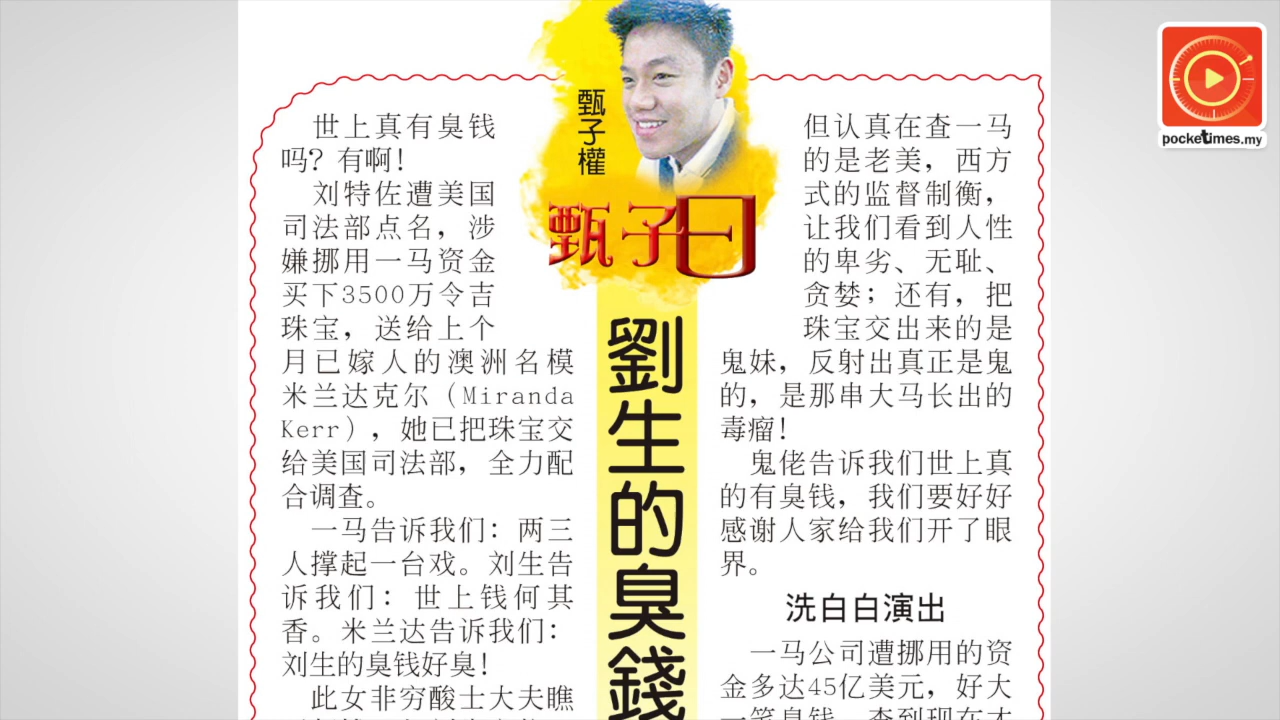 甄子權
甄子曰
劉生的臭錢
世上真有臭钱
吗？有啊！
刘特佐遭美国
司法部点名，涉
嫌挪用一马资金
买下3500万令吉
珠宝，送给上个
月已嫁人的澳洲名模
米兰达克尔（Miranda
Kerr），她已把珠宝交
给美国司法部，全力配
合调查。
一马告诉我们：两三
人撑起一台戏。刘生告
诉我们：世上钱何其
香。米兰达告诉我们：
刘生的臭钱好臭！
此女非穷酸士大夫瞧
但认真在查一马
的是老美，西方
式的监督制衡，
让我们看到人性
的卑劣、无耻、
贪婪；还有，把
珠宝交出来的是
鬼妹，反射出真正是鬼
的，是那串大马长出的
毒瘤！
鬼佬告诉我们世上真
的有臭钱，我们要好好
感谢人家给我们开了眼
界。
洗白白演出
一马公司遭挪用的资
金多达45亿美元，好大
一笔臭钱，查到现在才
pocketimes.my